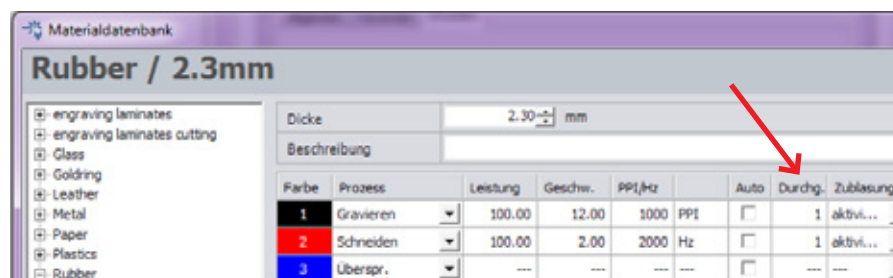 Materialdatenbank
Rubber / 2.3mm
engraving laminates
engraving laminates cutting
Glass
Goldring
Leather
Metal
Paper
Plastics
Rubber
Dicke 2.30 mm
Beschreibung
Farbe Prozess Leistung Geschw. PPI/Hz Auto Durchg. Zublasung
1 Gravieren 100.00 12.00 1000 PPI 1 aktivi...
2 Schneiden 100.00 2.00 2000 Hz 1 aktivi...
3 Überspr. --- --- --- --- --- ---